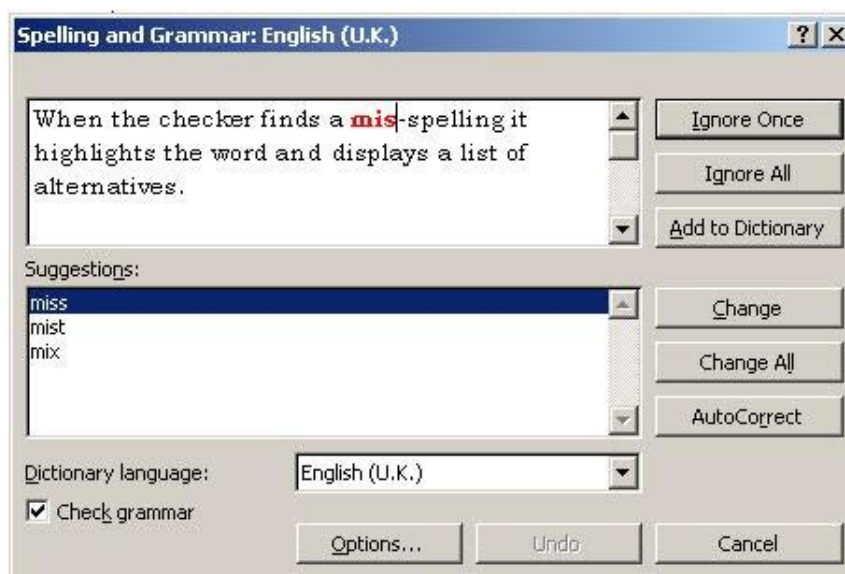 Spelling and Grammar: English (U.K.)
When the checker finds a mis-spelling it
highlights the word and displays a list of
alternatives.
Ignore Once
Ignore All
Add to Dictionary
Suggestions:
miss
mist
mix
Change
Change All
AutoCorrect
Dictionary language:
English (U.K.)
Check grammar
Options...
Undo
Cancel